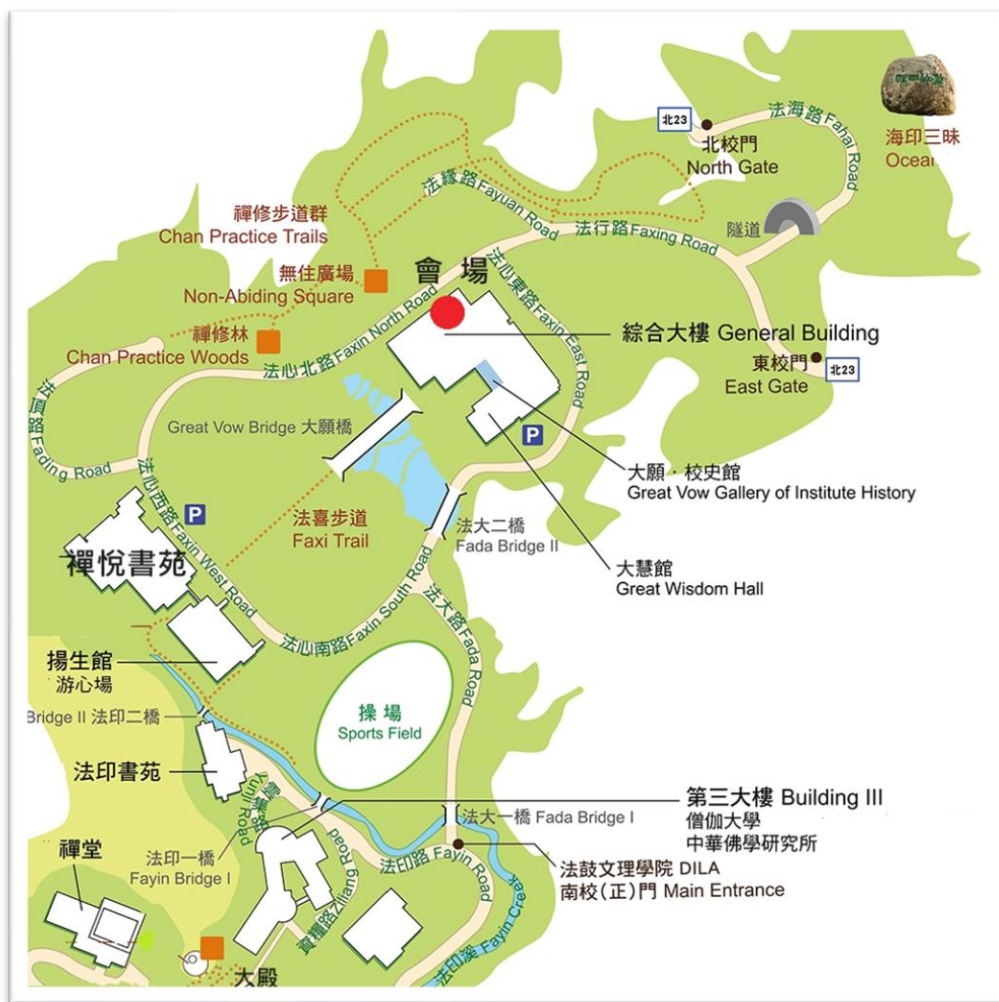 海印三昧
Ocean
北23
北校門
North Gate
法海路 Fahai Road
隧道
法緣路 Fayuan Road
法行路 Faxing Road
禪修步道群
Chan Practice Trails
無住廣場
Non-Abiding Square
禪修林
Chan Practice Woods
會場
法心北路 Faxin North Road
法心東路 Faxin East Road
綜合大樓 General Building
東校門
East Gate
北23
Great Vow Bridge 大願橋
P
大願．校史館
Great Vow Gallery of Institute History
Fading Road
法心西路 Faxin West Road
P
法喜步道
Faxi Trail
法大二橋
Fada Bridge II
大慧館
Great Wisdom Hall
禪悅書苑
法心南路 Faxin South Road
法大路 Fada Road
揚生館
游心場
Bridge II 法印二橋
操場
Sports Field
法印書苑
Yunji Road
第三大樓 Building III
僧伽大學
中華佛學研究所
法大一橋 Fada Bridge I
禪堂
法印一橋
Fayin Bridge I
資糧路 Ziliang Road
法印路 Fayin Road
法鼓文理學院 DILA
南校(正)門 Main Entrance
法印溪 Fayin Creek
大殿